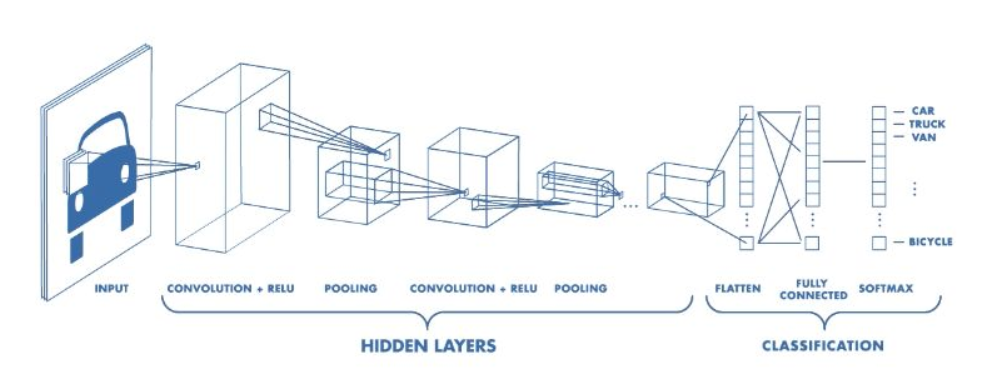 CAR
TRUCK
VAN
BICYCLE
INPUT
CONVOLUTION + RELU
POOLING
CONVOLUTION + RELU
POOLING
FLATTEN
FULLY
CONNECTED
SOFTMAX
HIDDEN LAYERS
CLASSIFICATION